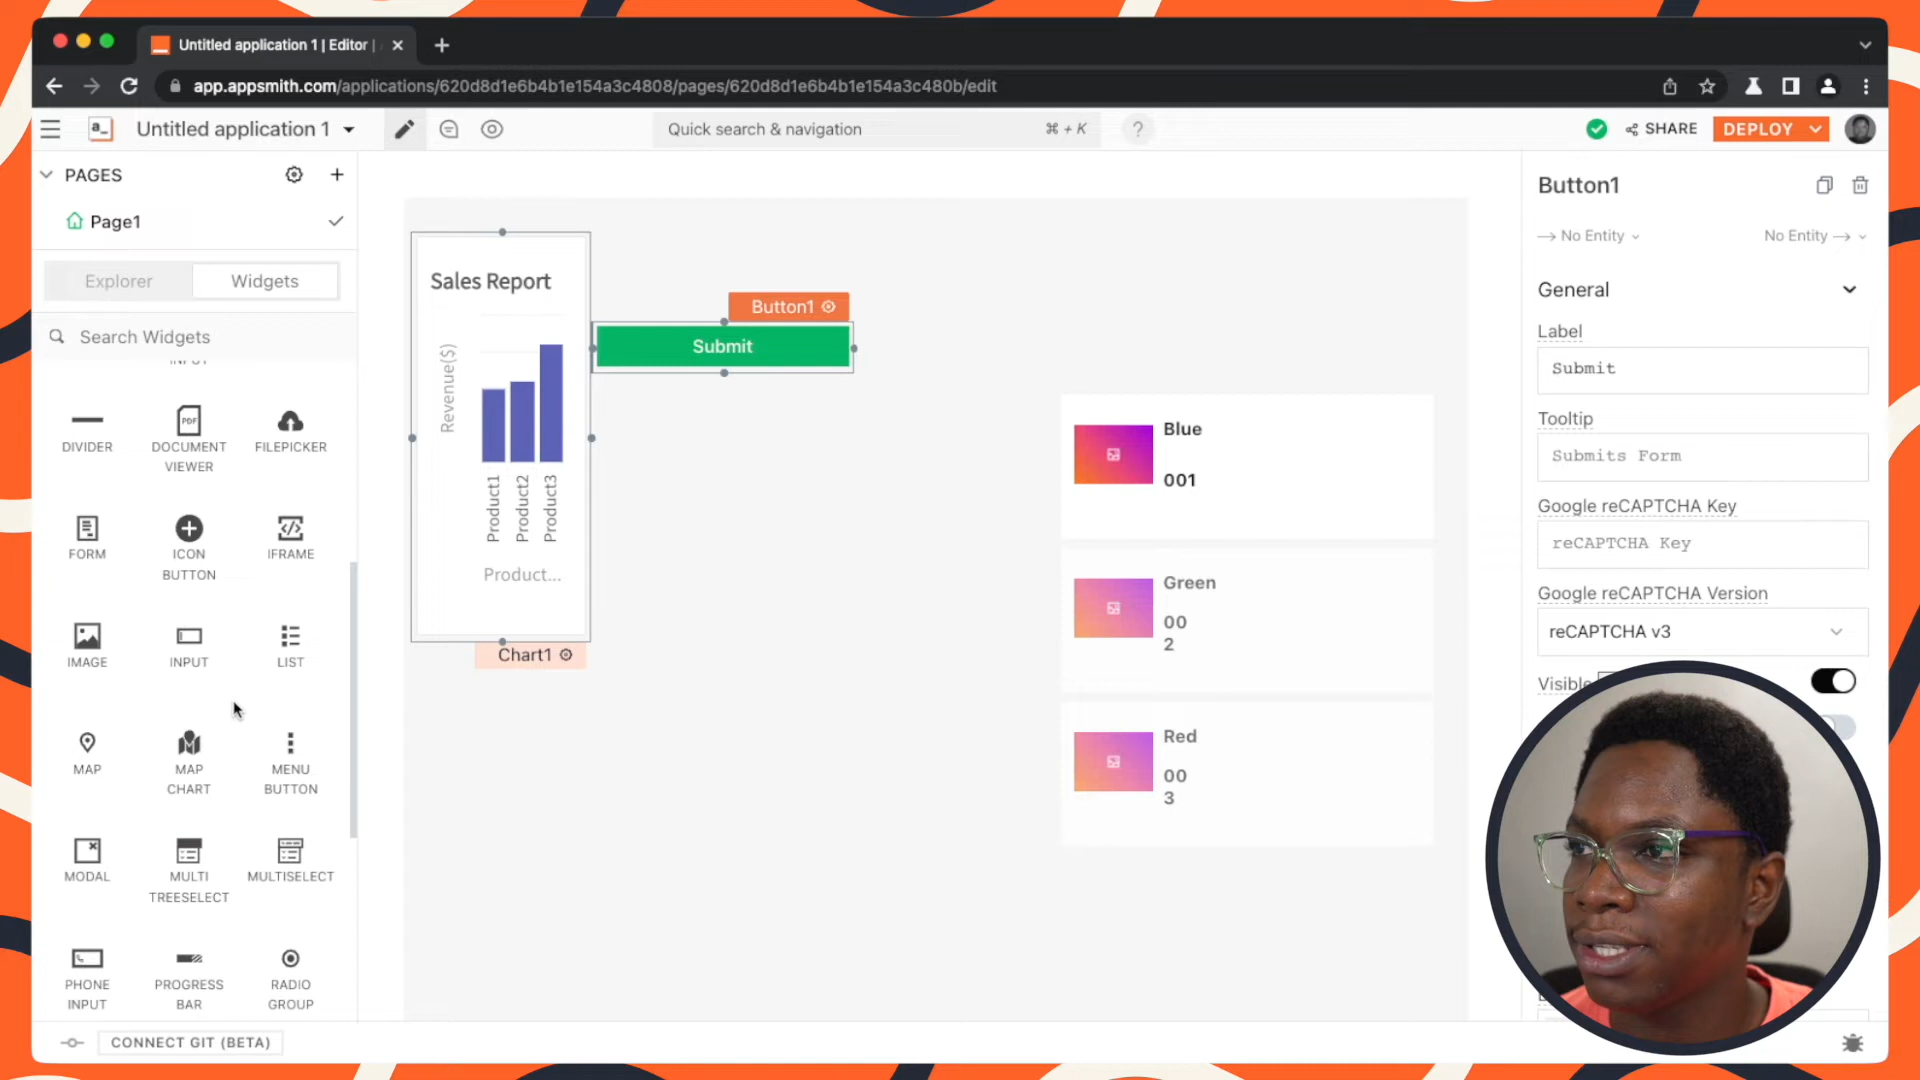 Untitled application 1 | Editor |
app.appsmith.com/applications/620d8d1e6b4b1e154a3c4808/pages/620d8d1e6b4b1e154a3c480b/edit
a_
Untitled application 1
Quick search & navigation
⌘ + K
?
SHARE
DEPLOY
PAGES
Page1
Explorer
Widgets
Search Widgets
INPUT
DIVIDER
PDF
DOCUMENT
VIEWER
FILEPICKER
FORM
ICON
BUTTON
IFRAME
IMAGE
INPUT
LIST
MAP
MAP
CHART
MENU
BUTTON
MODAL
MULTI
TREESELECT
MULTISELECT
PHONE
INPUT
PROGRESS
BAR
RADIO
GROUP
CONNECT GIT (BETA)
Sales Report
Revenue($)
Product1
Product2
Product3
Product...
Chart1
Button1
Submit
Blue
001
Green
00
2
Red
00
3
Button1
No Entity
No Entity
General
Label
Submit
Tooltip
Submits Form
Google reCAPTCHA Key
reCAPTCHA Key
Google reCAPTCHA Version
reCAPTCHA v3
Visible